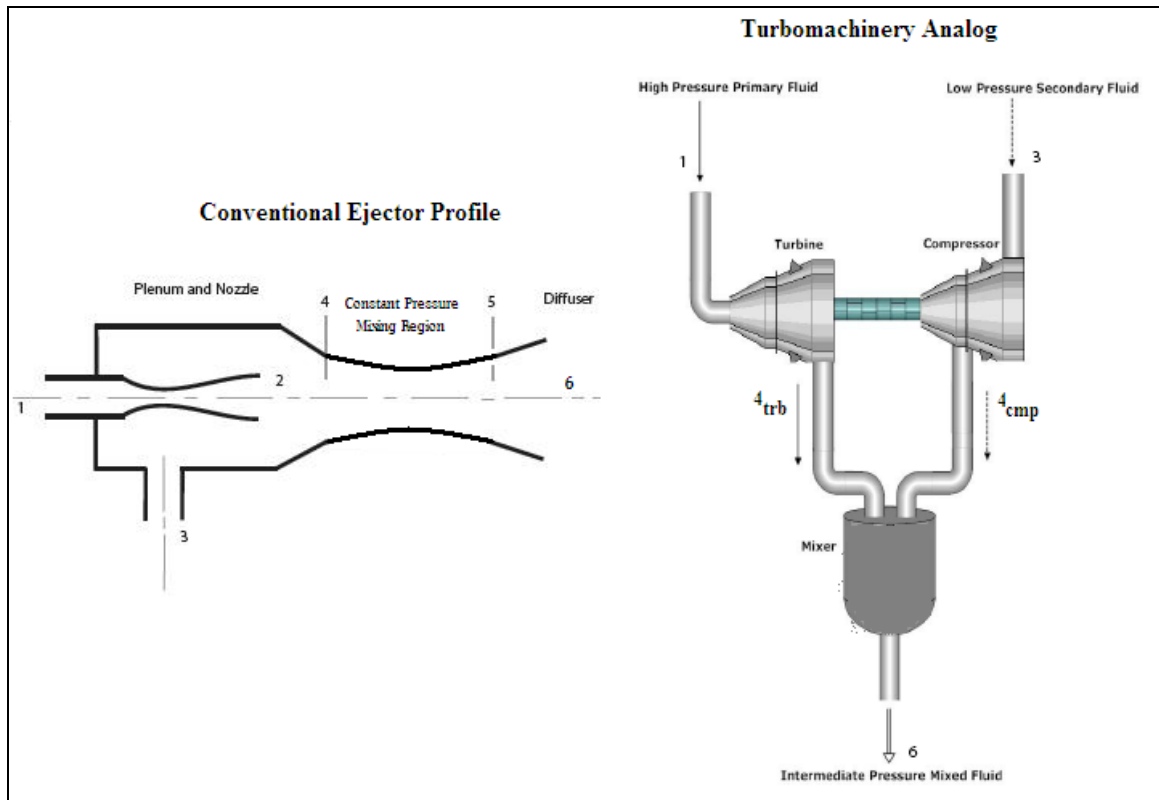 Turbomachinery Analog
High Pressure Primary Fluid
Low Pressure Secondary Fluid
1
3
Turbine
Compressor
4trb
4cmp
Mixer
6
Intermediate Pressure Mixed Fluid
Conventional Ejector Profile
Plenum and Nozzle
4
Constant Pressure
Mixing Region
5
Diffuser
2
6
1
3